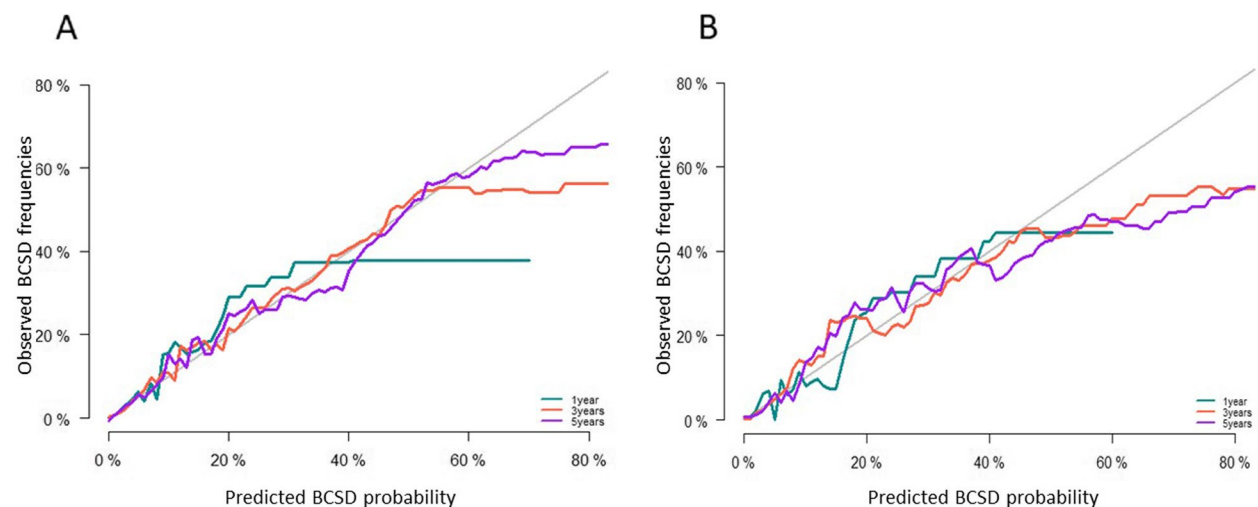 A
80 %
60 %
40 %
20 %
0 %
Observed BCSD frequencies
1year
3years
5years
0 %
20 %
40 %
60 %
80 %
Predicted BCSD probability
B
80 %
60 %
40 %
20 %
0 %
Observed BCSD frequencies
1year
3years
5years
0 %
20 %
40 %
60 %
80 %
Predicted BCSD probability